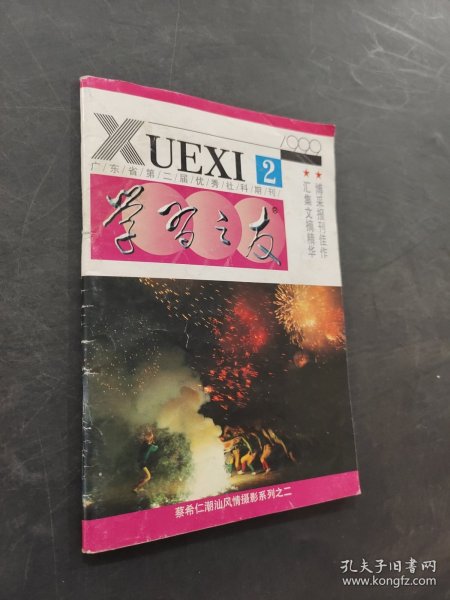 XUEXI 2
1999
广/东/省/第/二/届/优/秀/社/科/期/刊/
学习之友
®
★博采报刊佳作
★汇集文摘精华
蔡希仁潮汕风情摄影系列之二
孔夫子旧书网
www.kongfz.com